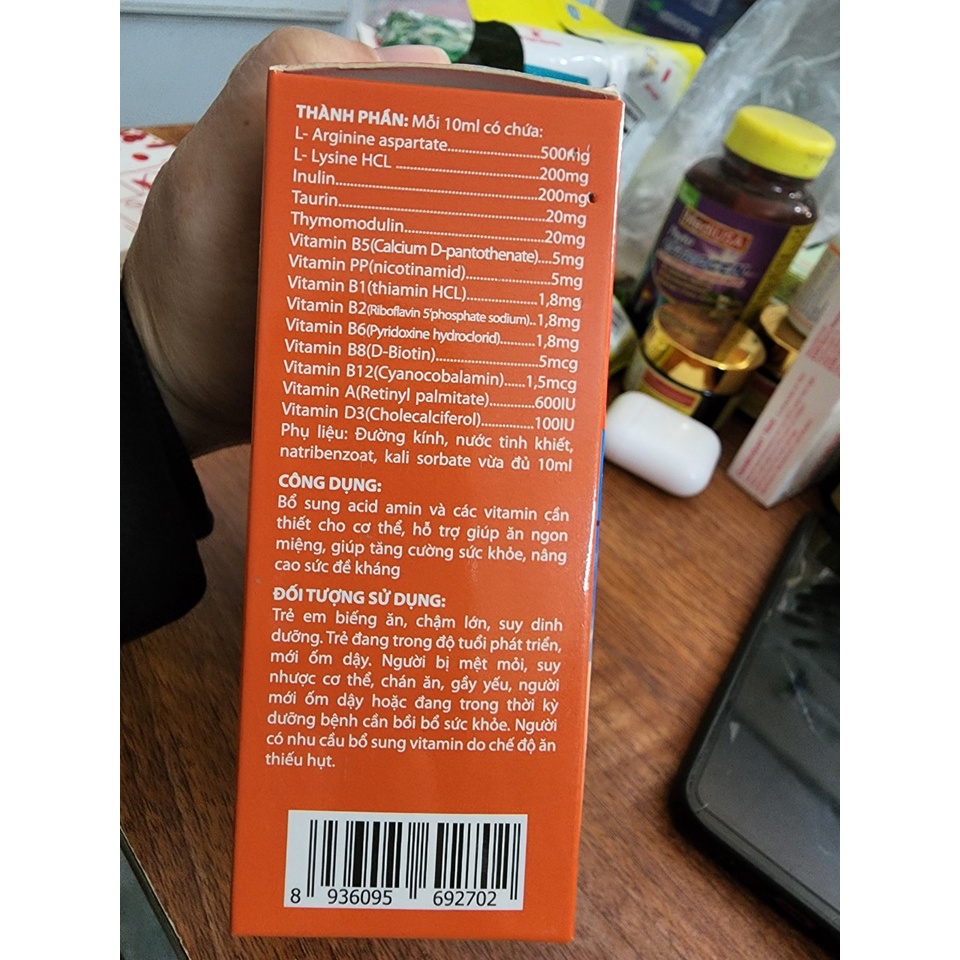 THÀNH PHẦN: Mỗi 10ml có chứa:
L- Arginine aspartate..............................500mg
L- Lysine HCL ............................................200mg
Inulin..........................................................200mg
Taurin...........................................................20mg
Thymomodulin............................................20mg
Vitamin B5(Calcium D-pantothenate)....5mg
Vitamin PP(nicotinamid)..........................5mg
Vitamin B1(thiamin HCL).......................1,8mg
Vitamin B2(Riboflavin 5'phosphate sodium)..1,8mg
Vitamin B6(Pyridoxine hydroclorid)...........1,8mg
Vitamin B8(D-Biotin)................................5mcg
Vitamin B12(Cyanocobalamin)......1,5mcg
Vitamin A(Retinyl palmitate).............600IU
Vitamin D3(Cholecalciferol)................100IU
Phụ liệu: Đường kính, nước tinh khiết,
natribenzoat, kali sorbate vừa đủ 10ml
CÔNG DỤNG:
Bổ sung acid amin và các vitamin cần
thiết cho cơ thể, hỗ trợ giúp ăn ngon
miệng, giúp tăng cường sức khỏe, nâng
cao sức đề kháng
ĐỐI TƯỢNG SỬ DỤNG:
Trẻ em biếng ăn, chậm lớn, suy dinh
dưỡng. Trẻ đang trong độ tuổi phát triển,
mới ốm dậy. Người bị mệt mỏi, suy
nhược cơ thể, chán ăn, gầy yếu, người
mới ốm dậy hoặc đang trong thời kỳ
dưỡng bệnh cần bồi bổ sức khỏe. Người
có nhu cầu bổ sung vitamin do chế độ ăn
thiếu hụt.
8 936095 692702